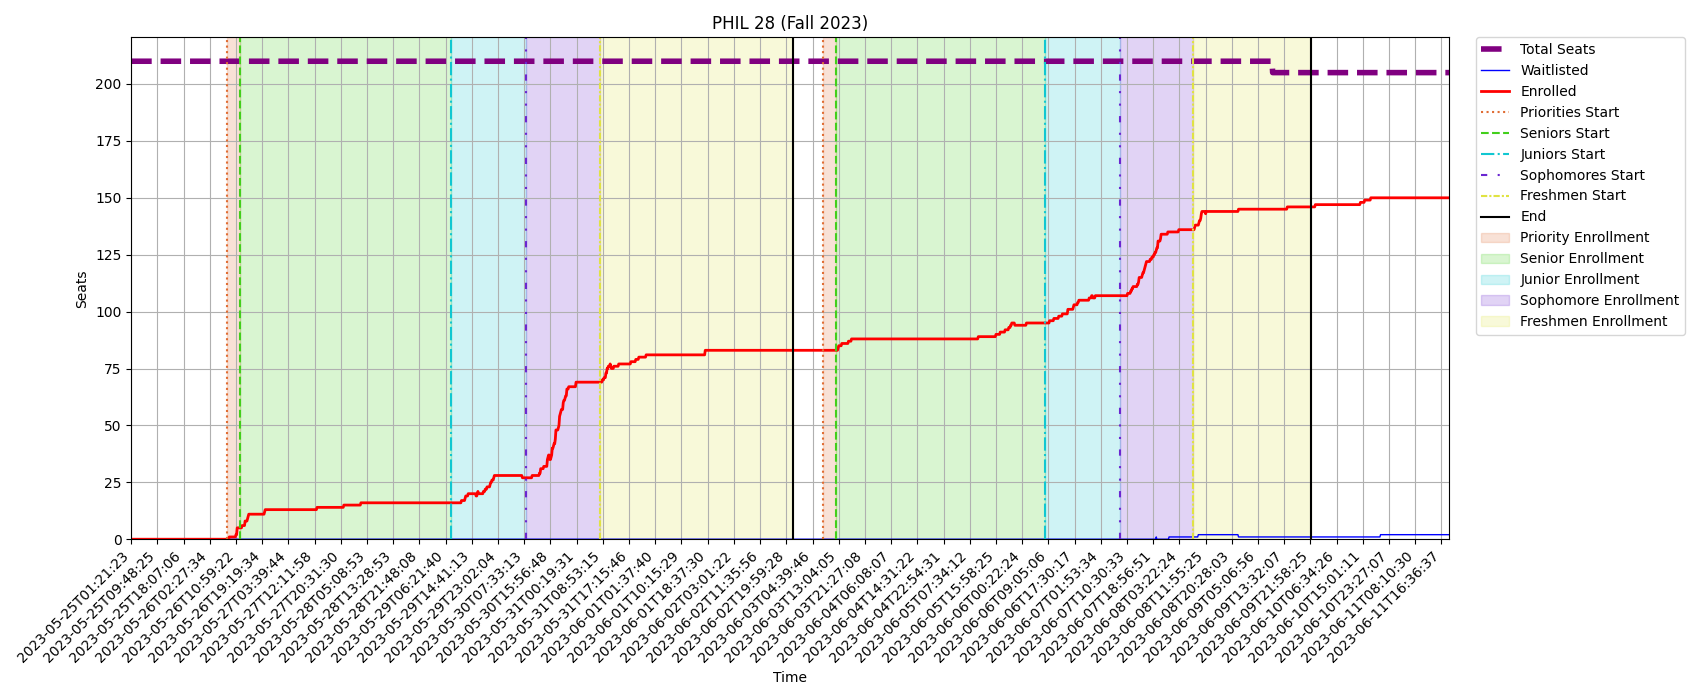 PHIL 28 (Fall 2023)
Seats
200
175
150
125
100
75
50
25
0
2023-05-25T01:21:23
2023-05-25T09:48:25
2023-05-25T18:07:06
2023-05-26T02:27:34
2023-05-26T10:59:22
2023-05-26T19:19:34
2023-05-27T03:39:44
2023-05-27T12:11:58
2023-05-27T20:31:30
2023-05-28T05:08:53
2023-05-28T13:28:53
2023-05-28T21:48:08
2023-05-29T06:21:40
2023-05-29T14:41:13
2023-05-29T23:02:04
2023-05-30T07:33:13
2023-05-30T15:56:48
2023-05-31T00:19:31
2023-05-31T08:53:15
2023-05-31T17:15:46
2023-06-01T01:37:40
2023-06-01T10:15:29
2023-06-01T18:37:30
2023-06-02T03:01:22
2023-06-02T11:35:56
2023-06-02T19:59:28
2023-06-03T04:39:46
2023-06-03T13:04:05
2023-06-03T21:27:08
2023-06-04T06:08:07
2023-06-04T14:31:22
2023-06-04T22:54:31
2023-06-05T07:34:12
2023-06-05T15:58:25
2023-06-06T00:22:24
2023-06-06T09:05:06
2023-06-06T17:30:17
2023-06-07T01:53:34
2023-06-07T10:30:33
2023-06-07T18:56:51
2023-06-08T03:22:24
2023-06-08T11:55:25
2023-06-08T20:28:03
2023-06-09T05:06:56
2023-06-09T13:32:07
2023-06-09T21:58:25
2023-06-10T06:34:26
2023-06-10T15:01:11
2023-06-10T23:27:07
2023-06-11T08:10:30
2023-06-11T16:36:37
Time
Total Seats
Waitlisted
Enrolled
Priorities Start
Seniors Start
Juniors Start
Sophomores Start
Freshmen Start
End
Priority Enrollment
Senior Enrollment
Junior Enrollment
Sophomore Enrollment
Freshmen Enrollment